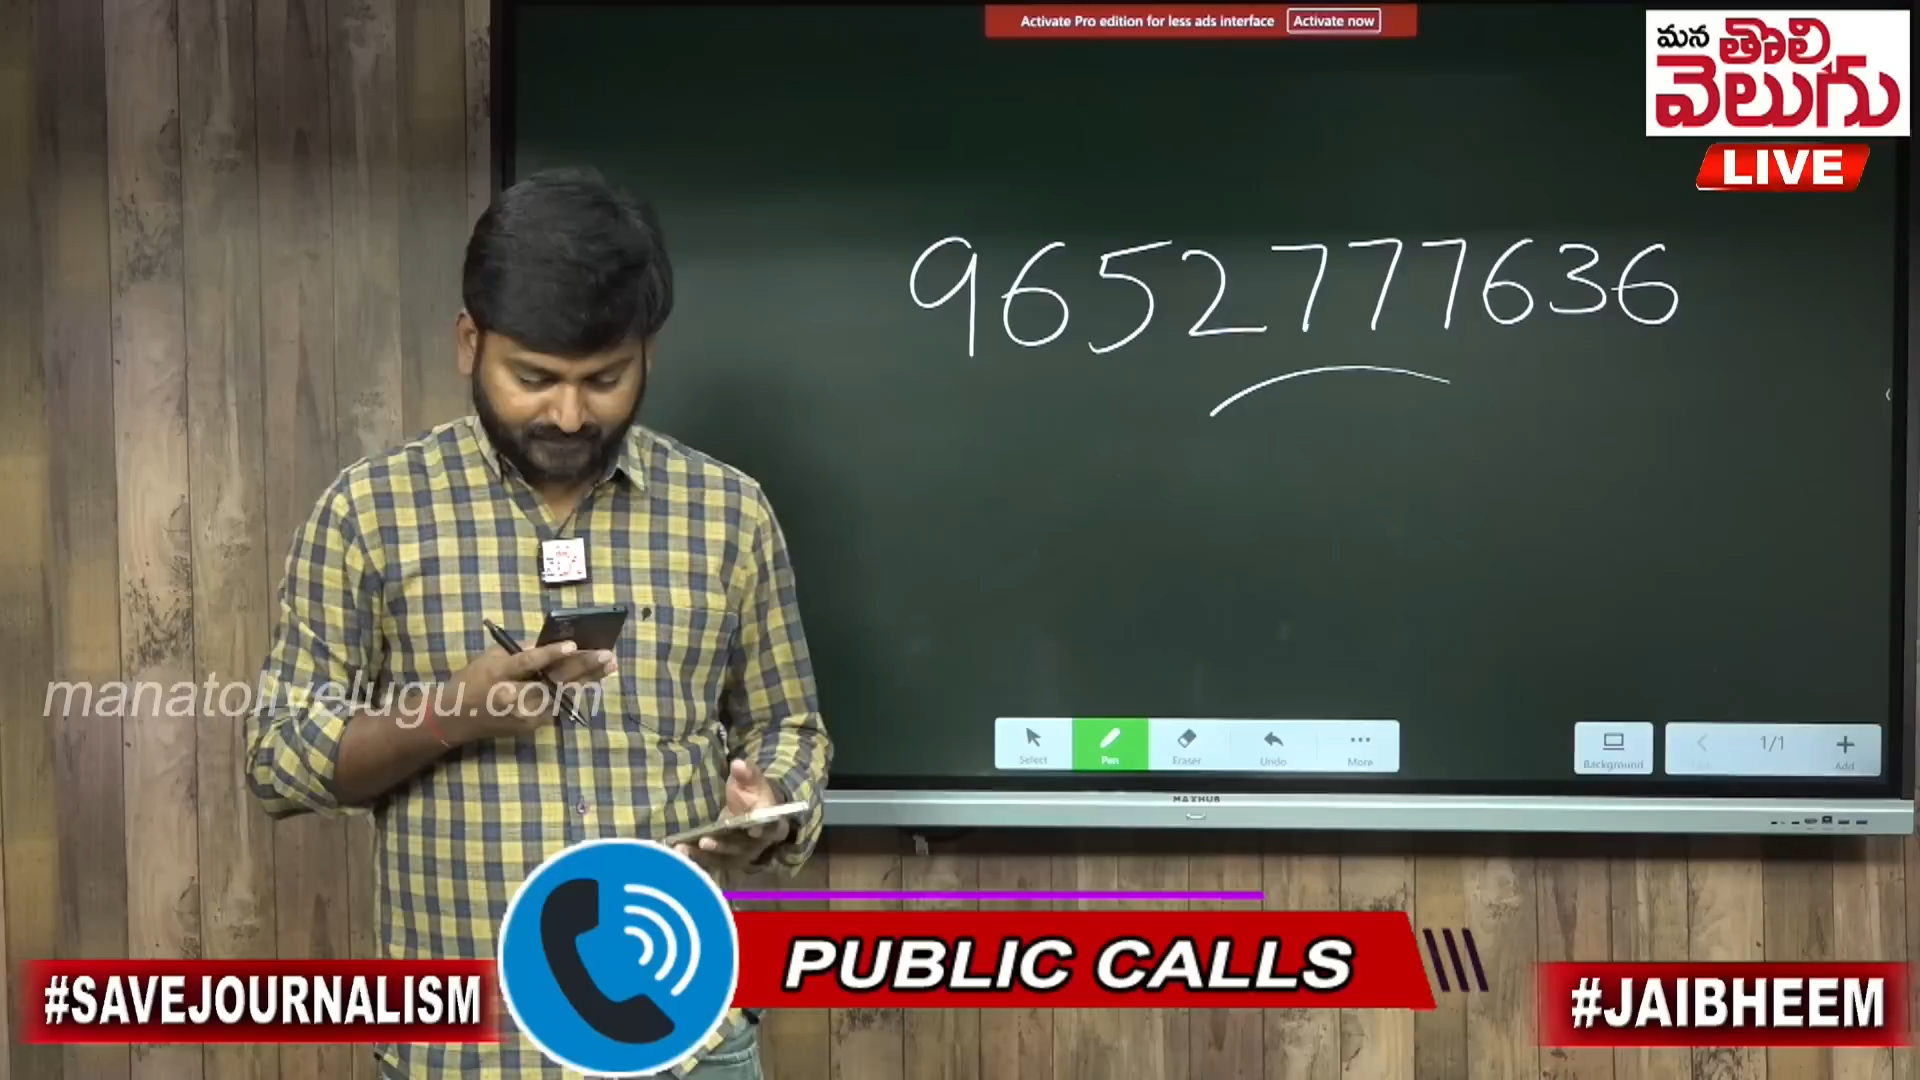 Activate Pro edition for less ads interface Activate now
మన తొలి
వెలుగు
LIVE
9652777636
manatolivelugu.com
Select Pen Eraser Undo More
Background 1/1 Add
MAXHUB
PUBLIC CALLS
#SAVEJOURNALISM
#JAIBHEEM